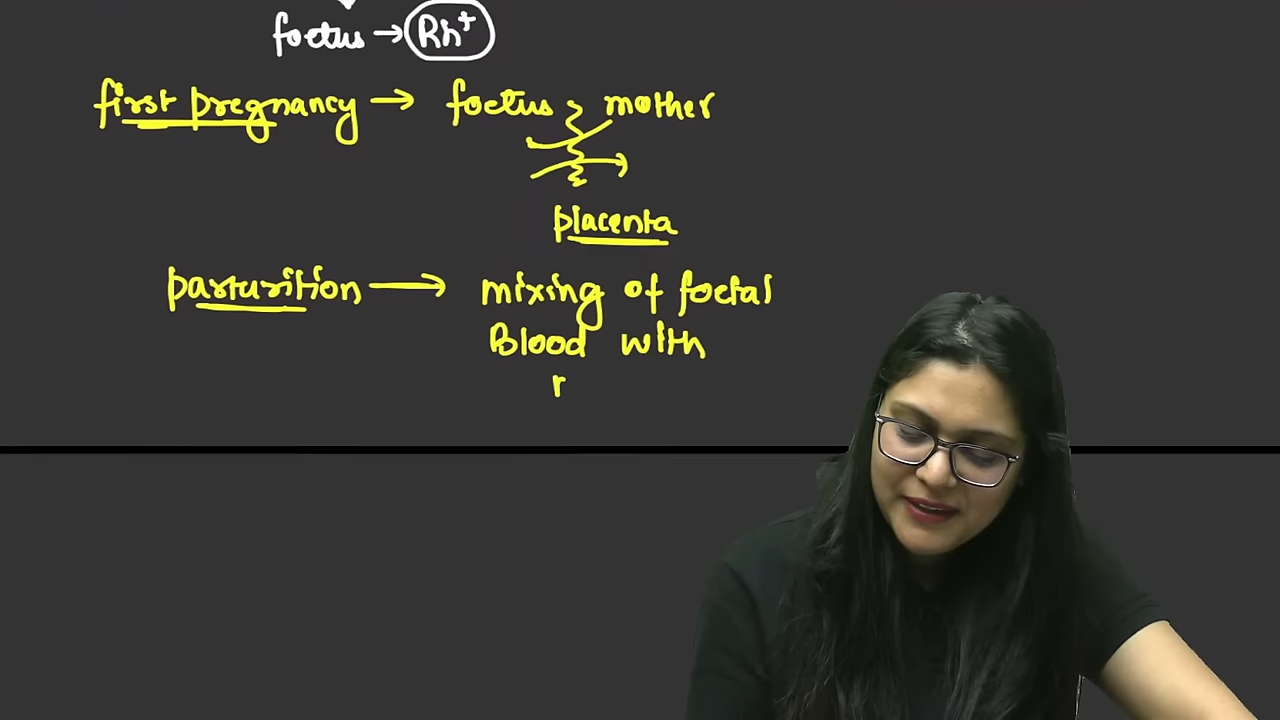 foetus → Rh+
first pregnancy → foetus mother
placenta
parturition → mixing of foetal
Blood with
r